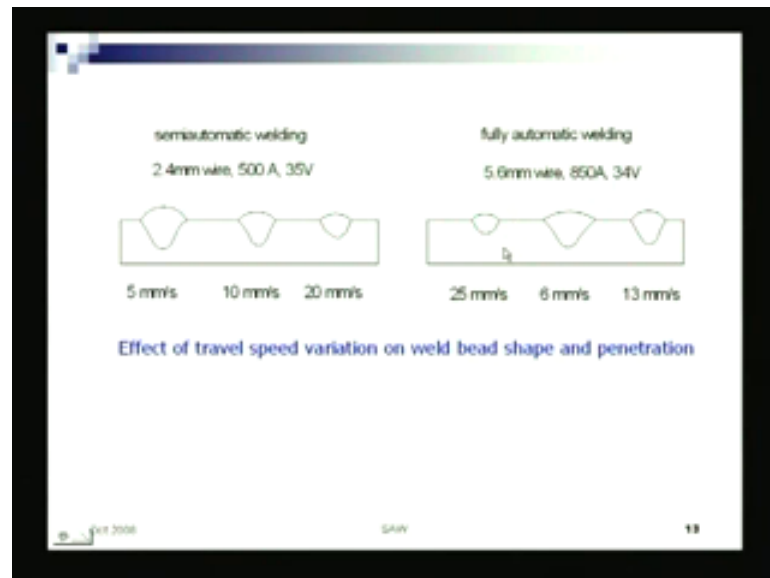 semiautomatic welding
2.4mm wire, 500 A, 35V
fully automatic welding
5.6mm wire, 850A, 34V
5 mm/s 10 mm/s 20 mm/s
25 mm/s 6 mm/s 13 mm/s
Effect of travel speed variation on weld bead shape and penetration
Oct 2008 SAW 13